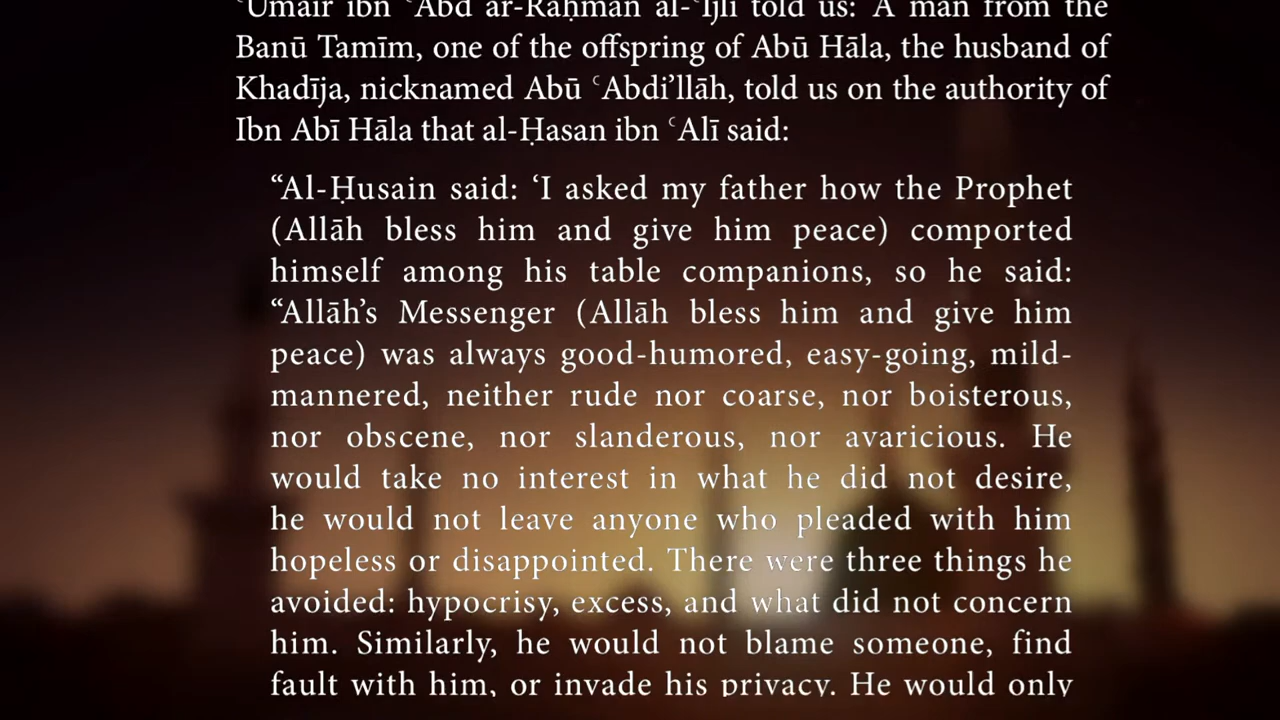 ʿUmair ibn ʿAbd ar-Raḥmān al-ʿIjlī told us: A man from the
Banū Tamīm, one of the offspring of Abū Hāla, the husband of
Khadīja, nicknamed Abū ʿAbdi’llāh, told us on the authority of
Ibn Abī Hāla that al-Ḥasan ibn ʿAlī said:
“Al-Ḥusain said: ‘I asked my father how the Prophet
(Allāh bless him and give him peace) comported
himself among his table companions, so he said:
“Allāh’s Messenger (Allāh bless him and give him
peace) was always good-humored, easy-going, mild-
mannered, neither rude nor coarse, nor boisterous,
nor obscene, nor slanderous, nor avaricious. He
would take no interest in what he did not desire,
he would not leave anyone who pleaded with him
hopeless or disappointed. There were three things he
avoided: hypocrisy, excess, and what did not concern
him. Similarly, he would not blame someone, find
fault with him, or invade his privacy. He would only